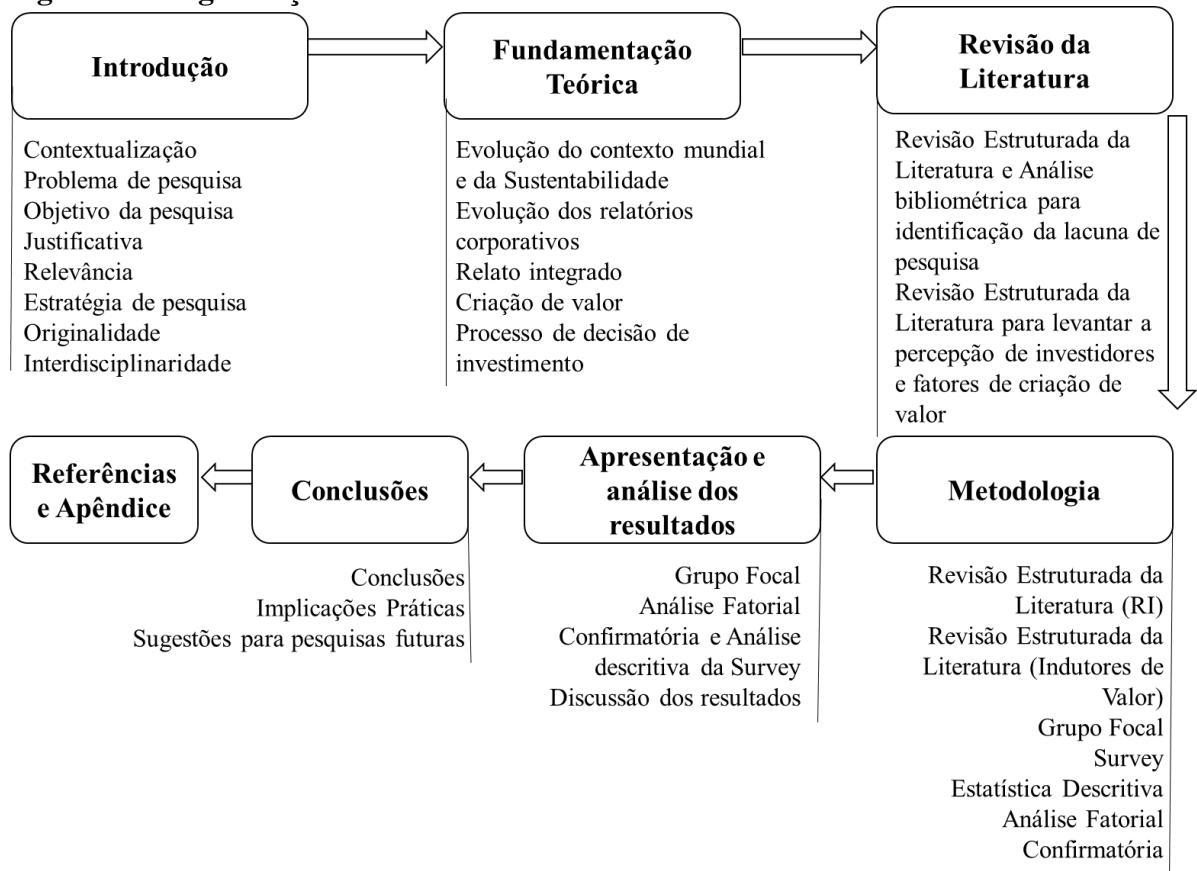 Introdução
Contextualização
Problema de pesquisa
Objetivo da pesquisa
Justificativa
Relevância
Estratégia de pesquisa
Originalidade
Interdisciplinaridade
Fundamentação
Teórica
Evolução do contexto mundial
e da Sustentabilidade
Evolução dos relatórios
corporativos
Relato integrado
Criação de valor
Processo de decisão de
investimento
Revisão da
Literatura
Revisão Estruturada da
Literatura e Análise
bibliométrica para
identificação da lacuna de
pesquisa
Revisão Estruturada da
Literatura para levantar a
percepção de investidores
e fatores de criação de
valor
Metodologia
Revisão Estruturada da
Literatura (RI)
Revisão Estruturada da
Literatura (Indutores de
Valor)
Grupo Focal
Survey
Estatística Descritiva
Análise Fatorial
Confirmatória
Apresentação e
análise dos
resultados
Grupo Focal
Análise Fatorial
Confirmatória e Análise
descritiva da Survey
Discussão dos resultados
Conclusões
Conclusões
Implicações Práticas
Sugestões para pesquisas futuras
Referências
e Apêndice